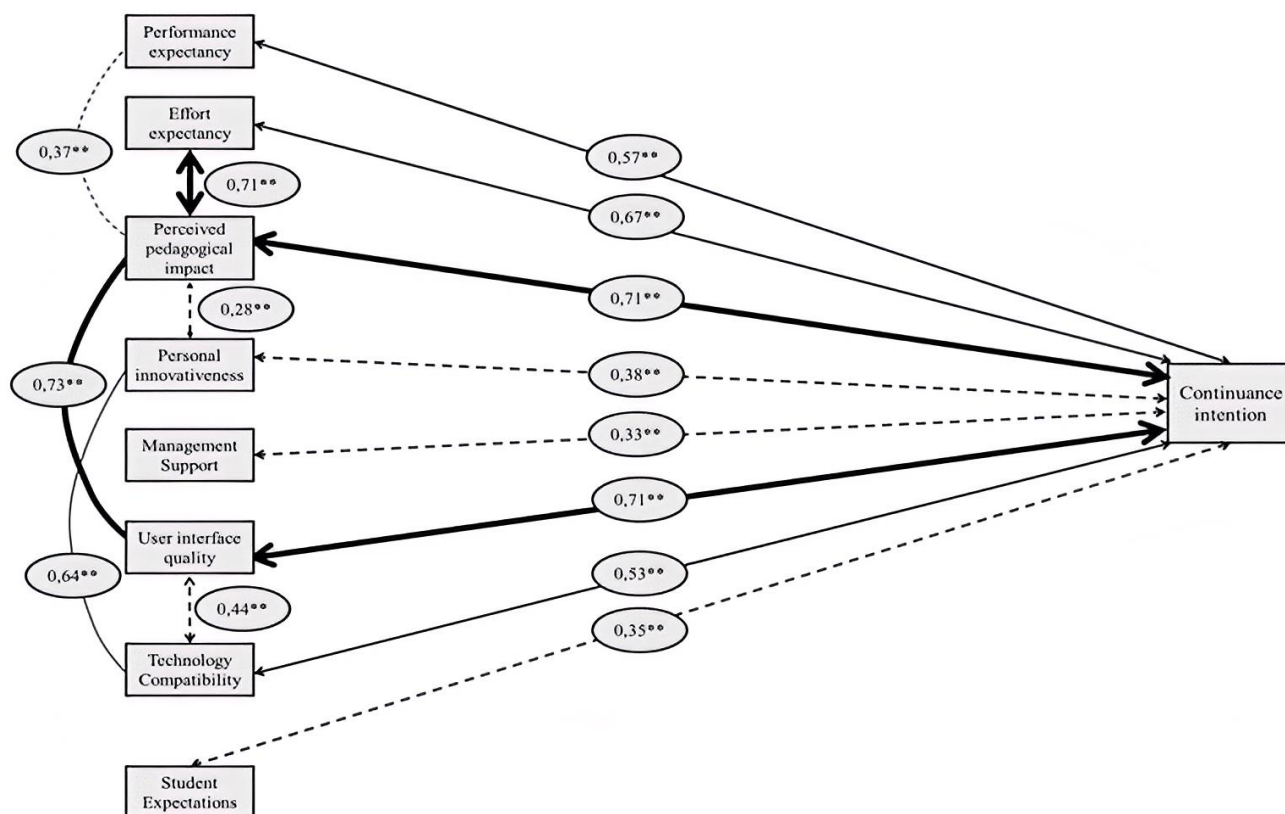 Performance
expectancy
Effort
expectancy
0,37**
0,57**
0,71**
0,67**
Perceived
pedagogical
impact
0,71**
0,28**
Personal
innovativeness
0,38**
0,73**
Continuance
intention
Management
Support
0,33**
0,71**
User interface
quality
0,64**
0,53**
0,44**
0,35**
Technology
Compatibility
Student
Expectations